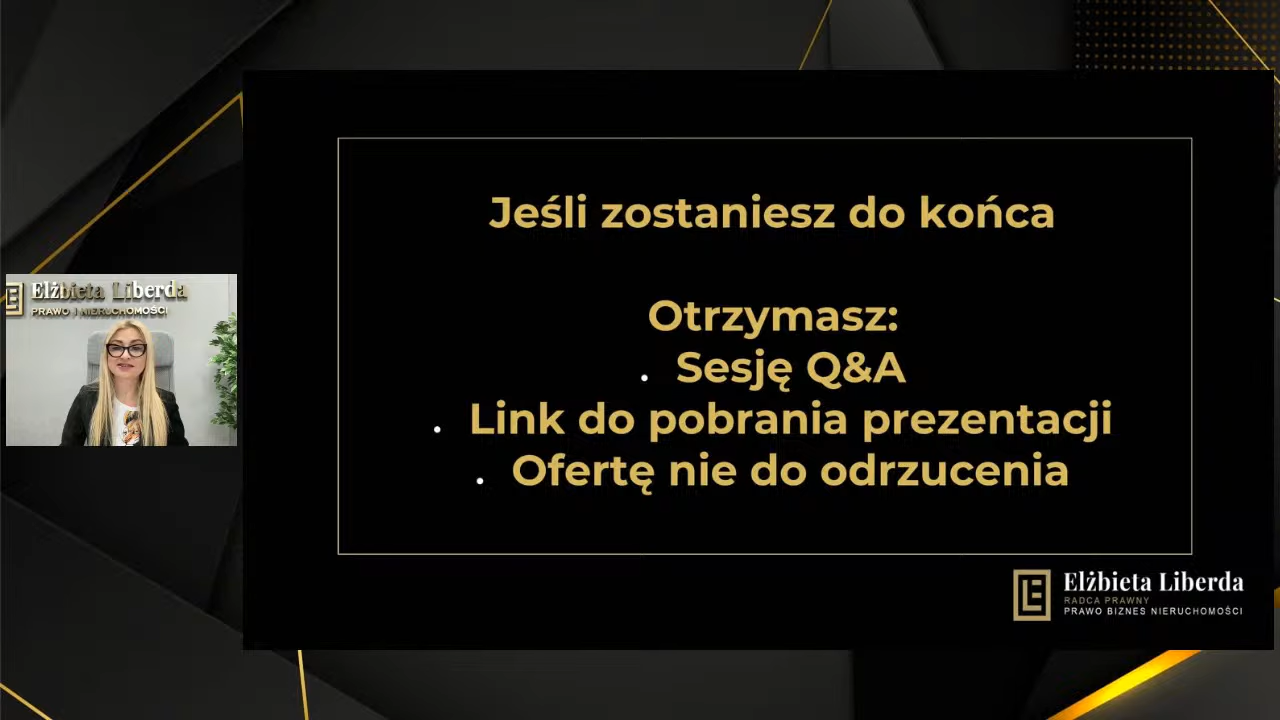 Elżbieta Liberda
PRAWO I NIERUCHOMOŚCI
Jeśli zostaniesz do końca
Otrzymasz:
. Sesję Q&A
. Link do pobrania prezentacji
. Ofertę nie do odrzucenia
Elżbieta Liberda
RADCA PRAWNY
PRAWO BIZNES NIERUCHOMOŚCI